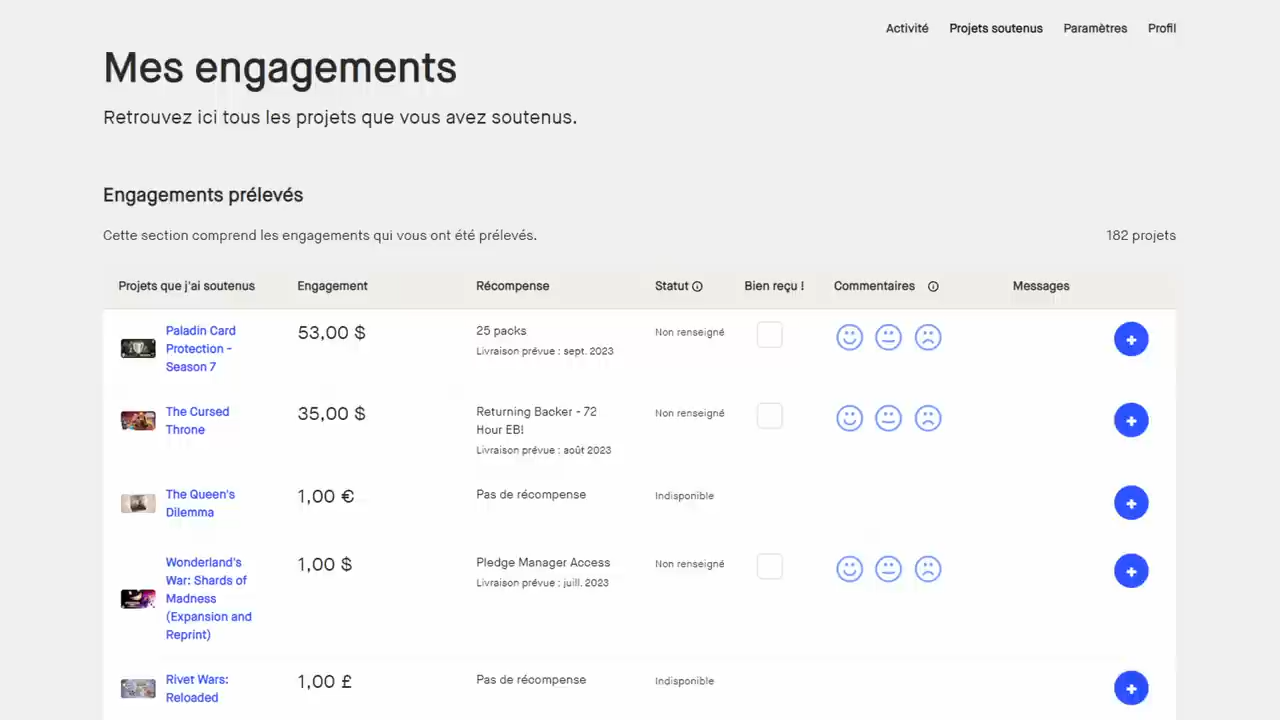 Activité Projets soutenus Paramètres Profil
Mes engagements
Retrouvez ici tous les projets que vous avez soutenus.
Engagements prélevés
Cette section comprend les engagements qui vous ont été prélevés. 182 projets
Projets que j'ai soutenus Engagement Récompense Statut Bien reçu ! Commentaires Messages
Paladin Card 53,00 $ 25 packs Non renseigné
Protection - Livraison prévue : sept. 2023
Season 7
The Cursed 35,00 $ Returning Backer - 72 Non renseigné
Throne Hour EB!
Livraison prévue : août 2023
The Queen's 1,00 € Pas de récompense Indisponible
Dilemma
Wonderland's 1,00 $ Pledge Manager Access Non renseigné
War: Shards of Livraison prévue : juill. 2023
Madness
(Expansion and
Reprint)
Rivet Wars: 1,00 £ Pas de récompense Indisponible
Reloaded